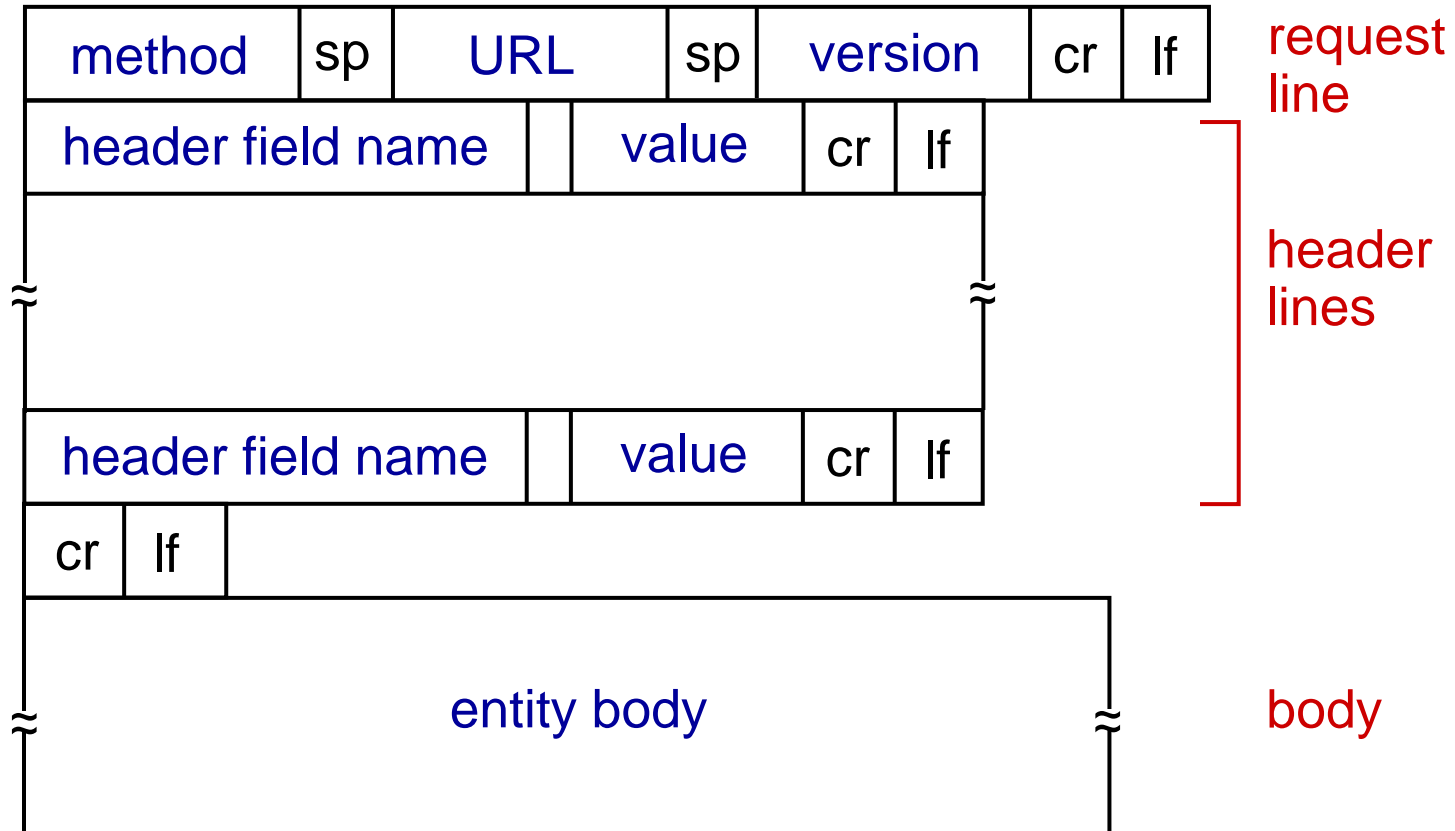 method sp URL sp version cr lf request
line
header field name value cr lf
header
lines
header field name value cr lf
cr lf
entity body body